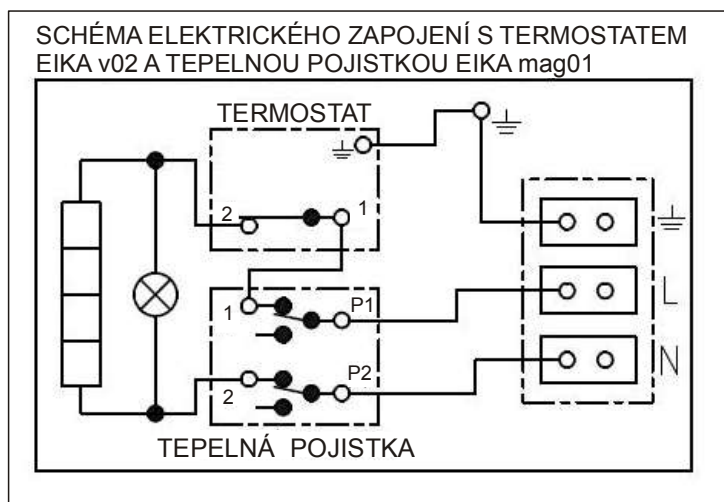 SCHÉMA ELEKTRICKÉHO ZAPOJENÍ S TERMOSTATEM
EIKA v02 A TEPELNOU POJISTKOU EIKA mag01
TERMOSTAT
2
1
1
P1
L
P2
N
2
TEPELNÁ POJISTKA